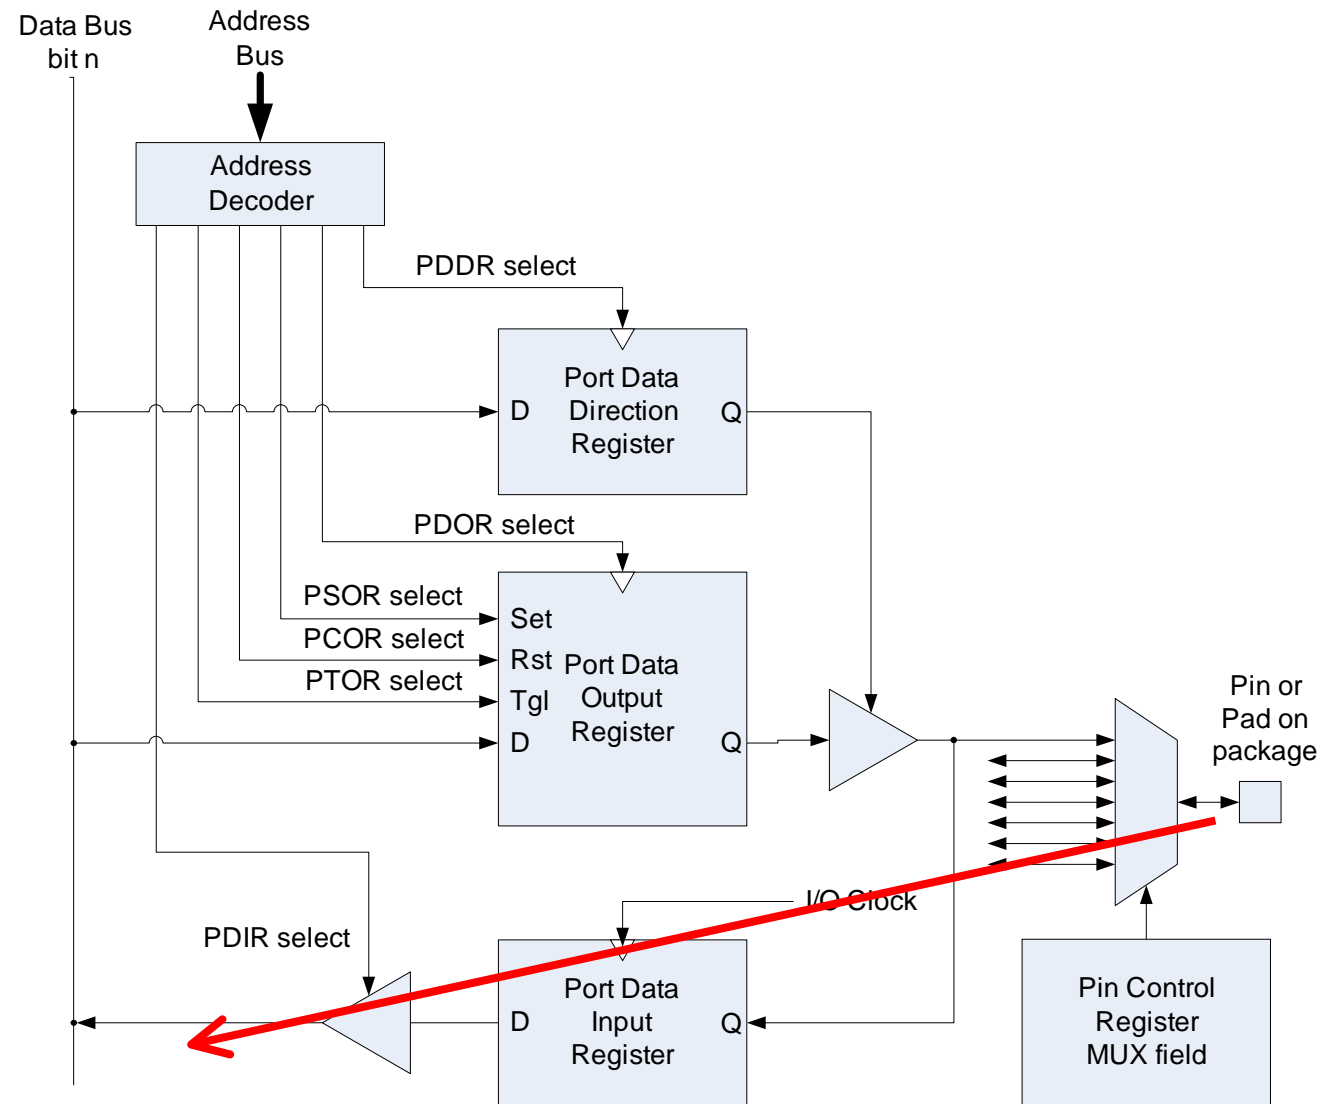 Data Bus
bit n
Address
Bus
Address
Decoder
PDDR select
Port Data
Direction
Register
D
Q
PDOR select
PSOR select
PCOR select
PTOR select
Set
Rst
Tgl
D
Port Data
Output
Register
Q
Pin or
Pad on
package
I/O Clock
PDIR select
Port Data
Input
Register
D
Q
Pin Control
Register
MUX field